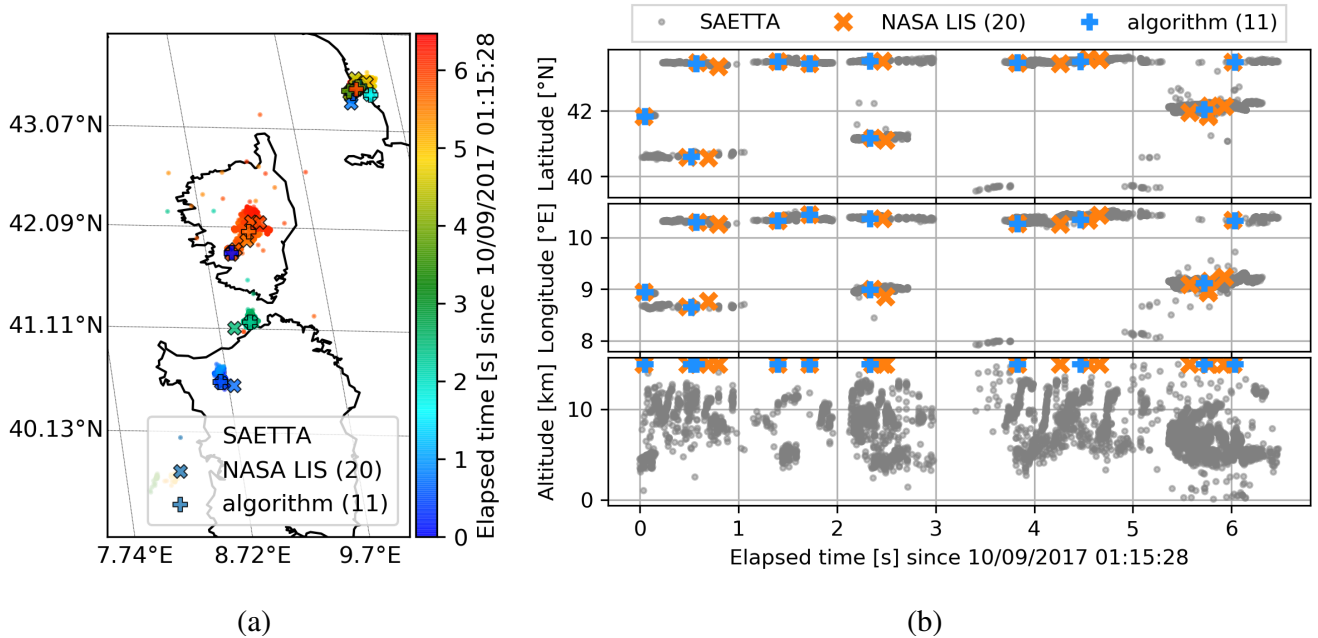 43.07°N
42.09°N
41.11°N
40.13°N
7.74°E 8.72°E 9.7°E
SAETTA
NASA LIS (20)
algorithm (11)
6
5
4
3
2
1
0
Elapsed time [s] since 10/09/2017 01:15:28
(a)
SAETTA NASA LIS (20) algorithm (11)
Latitude [°N]
42
40
Longitude [°E]
10
9
8
Altitude [km]
10
0
0 1 2 3 4 5 6
Elapsed time [s] since 10/09/2017 01:15:28
(b)